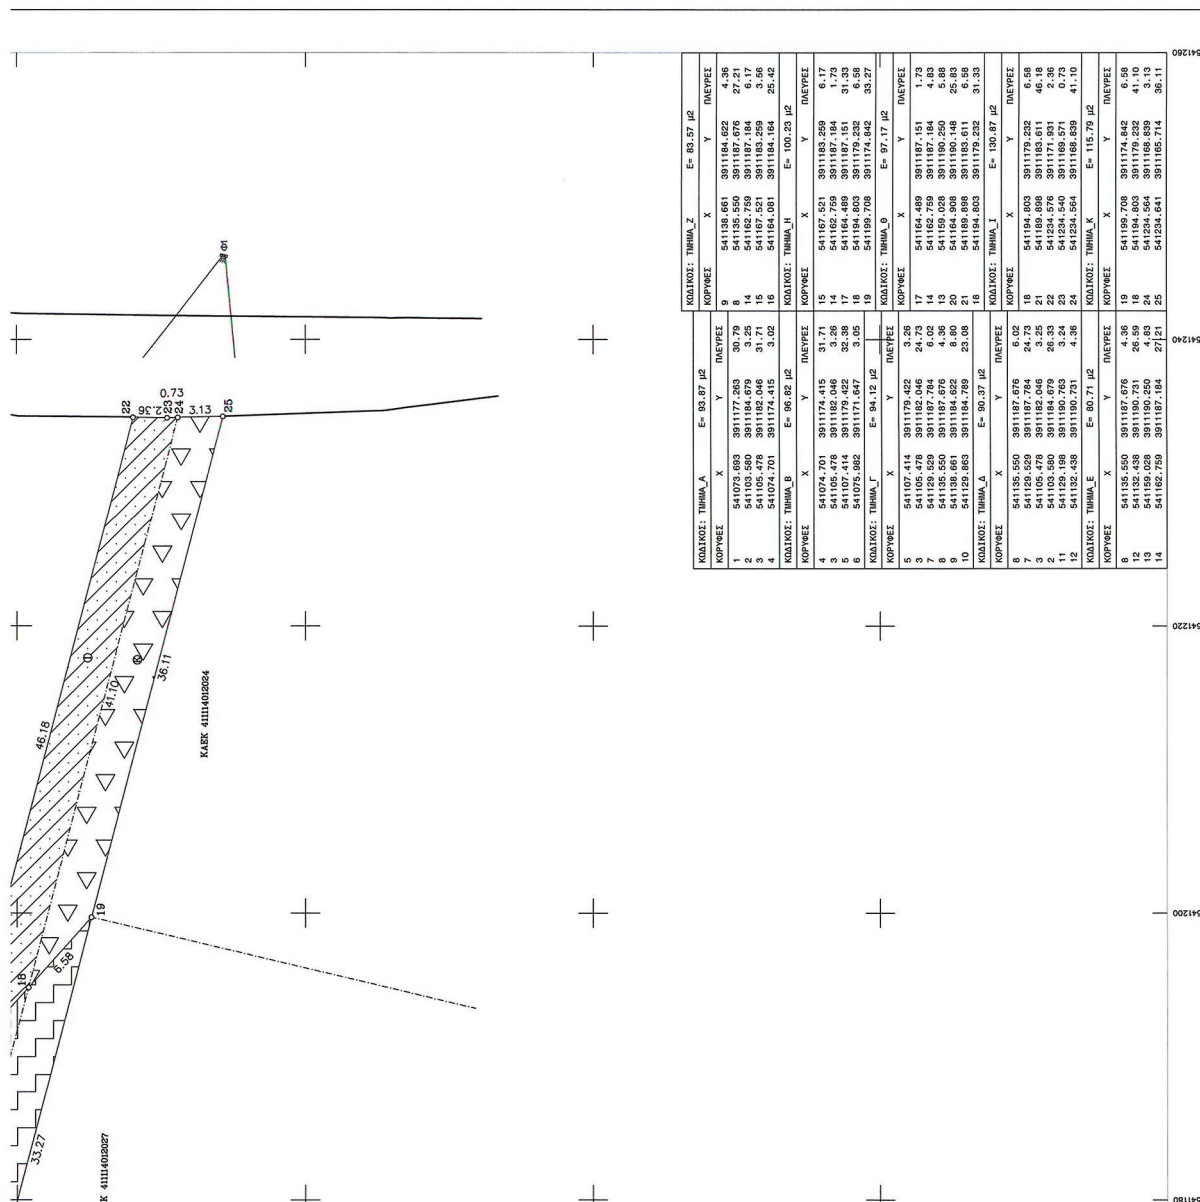 ΚΩΔΙΚΟΣ: ΤΜΗΜΑ_Α E= 93.87 μ2
ΚΟΡΥΦΕΣ X Y ΠΛΕΥΡΕΣ
1 541073.693 3911177.263 30.79
2 541103.580 3911184.679 3.25
3 541105.478 3911182.046 31.71
4 541074.701 3911174.415 3.02
ΚΩΔΙΚΟΣ: ΤΜΗΜΑ_Β E= 96.82 μ2
ΚΟΡΥΦΕΣ X Y ΠΛΕΥΡΕΣ
4 541074.701 3911174.415 31.71
3 541105.478 3911182.046 3.26
5 541107.414 3911179.422 32.38
6 541075.982 3911171.647 3.05
ΚΩΔΙΚΟΣ: ΤΜΗΜΑ_Γ E= 94.12 μ2
ΚΟΡΥΦΕΣ X Y ΠΛΕΥΡΕΣ
5 541107.414 3911179.422 3.26
3 541105.478 3911182.046 24.73
7 541129.529 3911187.784 6.02
8 541135.550 3911187.676 4.36
9 541138.661 3911184.622 8.80
10 541129.863 3911184.789 23.08
ΚΩΔΙΚΟΣ: ΤΜΗΜΑ_Δ E= 90.37 μ2
ΚΟΡΥΦΕΣ X Y ΠΛΕΥΡΕΣ
8 541135.550 3911187.676 6.02
7 541129.529 3911187.784 24.73
3 541105.478 3911182.046 3.25
2 541103.580 3911184.679 26.33
11 541129.198 3911190.763 3.24
12 541132.438 3911190.731 4.36
ΚΩΔΙΚΟΣ: ΤΜΗΜΑ_Ε E= 80.71 μ2
ΚΟΡΥΦΕΣ X Y ΠΛΕΥΡΕΣ
8 541135.550 3911187.676 4.36
12 541132.438 3911190.731 26.59
13 541159.028 3911190.250 4.83
14 541162.759 3911187.184 27.21
ΚΩΔΙΚΟΣ: ΤΜΗΜΑ_Ζ E= 83.57 μ2
ΚΟΡΥΦΕΣ X Y ΠΛΕΥΡΕΣ
9 541138.661 3911184.622 4.36
8 541135.550 3911187.676 27.21
14 541162.759 3911187.184 6.17
15 541167.521 3911183.259 3.56
16 541164.081 3911184.164 25.42
ΚΩΔΙΚΟΣ: ΤΜΗΜΑ_Η E= 100.23 μ2
ΚΟΡΥΦΕΣ X Y ΠΛΕΥΡΕΣ
15 541167.521 3911183.259 6.17
14 541162.759 3911187.184 1.73
17 541164.489 3911187.151 31.33
18 541194.803 3911179.232 6.58
19 541199.708 3911174.842 33.27
ΚΩΔΙΚΟΣ: ΤΜΗΜΑ_Θ E= 97.17 μ2
ΚΟΡΥΦΕΣ X Y ΠΛΕΥΡΕΣ
17 541164.489 3911187.151 1.73
14 541162.759 3911187.184 4.83
13 541159.028 3911190.250 5.88
20 541164.908 3911190.148 25.83
21 541189.898 3911183.611 6.58
18 541194.803 3911179.232 31.33
ΚΩΔΙΚΟΣ: ΤΜΗΜΑ_Ι E= 130.87 μ2
ΚΟΡΥΦΕΣ X Y ΠΛΕΥΡΕΣ
18 541194.803 3911179.232 6.58
21 541189.898 3911183.611 46.18
22 541234.576 3911171.931 2.36
23 541234.540 3911169.571 0.73
24 541234.564 3911168.839 41.10
ΚΩΔΙΚΟΣ: ΤΜΗΜΑ_Κ E= 115.79 μ2
ΚΟΡΥΦΕΣ X Y ΠΛΕΥΡΕΣ
19 541199.708 3911174.842 6.58
18 541194.803 3911179.232 41.10
24 541234.564 3911168.839 3.13
25 541234.641 3911165.714 36.11
Φ1
22
2.36
23
0.73
24
3.13
25
46.18
Ι
Κ
41.10
36.11
ΚΑΕΚ 411114012024
18
6.58
19
33.27
Κ 411114012027
541260
541240
541220
541200
541180